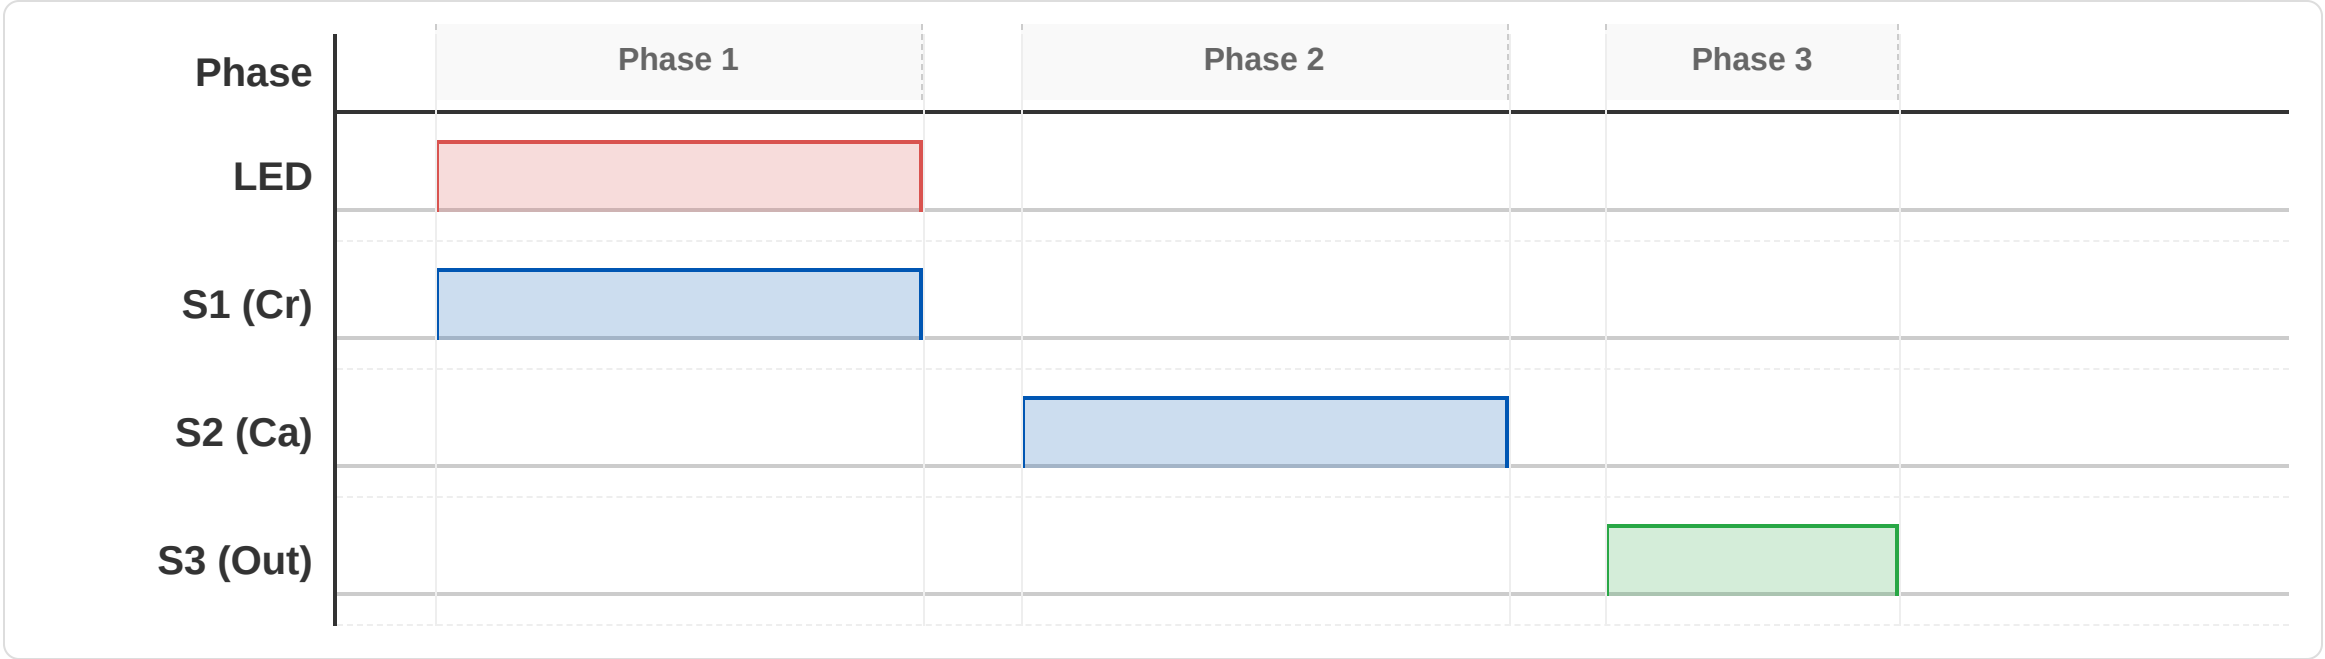 Phase
Phase 1
Phase 2
Phase 3
LED
S1 (Cr)
S2 (Ca)
S3 (Out)